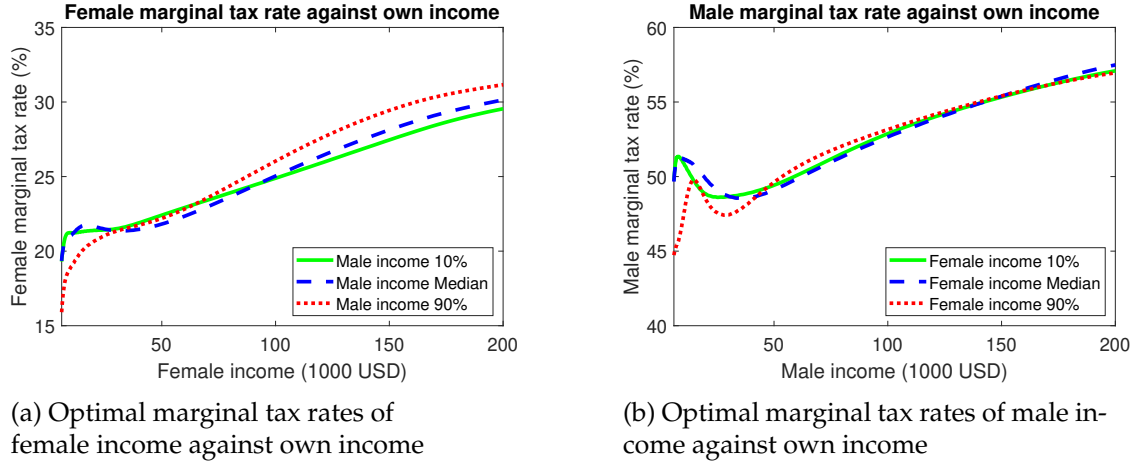 Female marginal tax rate against own income
Female marginal tax rate (%)
35
30
25
20
15
50
100
150
200
Female income (1000 USD)
Male income 10%
Male income Median
Male income 90%
(a) Optimal marginal tax rates of
female income against own income
Male marginal tax rate against own income
Male marginal tax rate (%)
60
55
50
45
40
50
100
150
200
Male income (1000 USD)
Female income 10%
Female income Median
Female income 90%
(b) Optimal marginal tax rates of male in-
come against own income